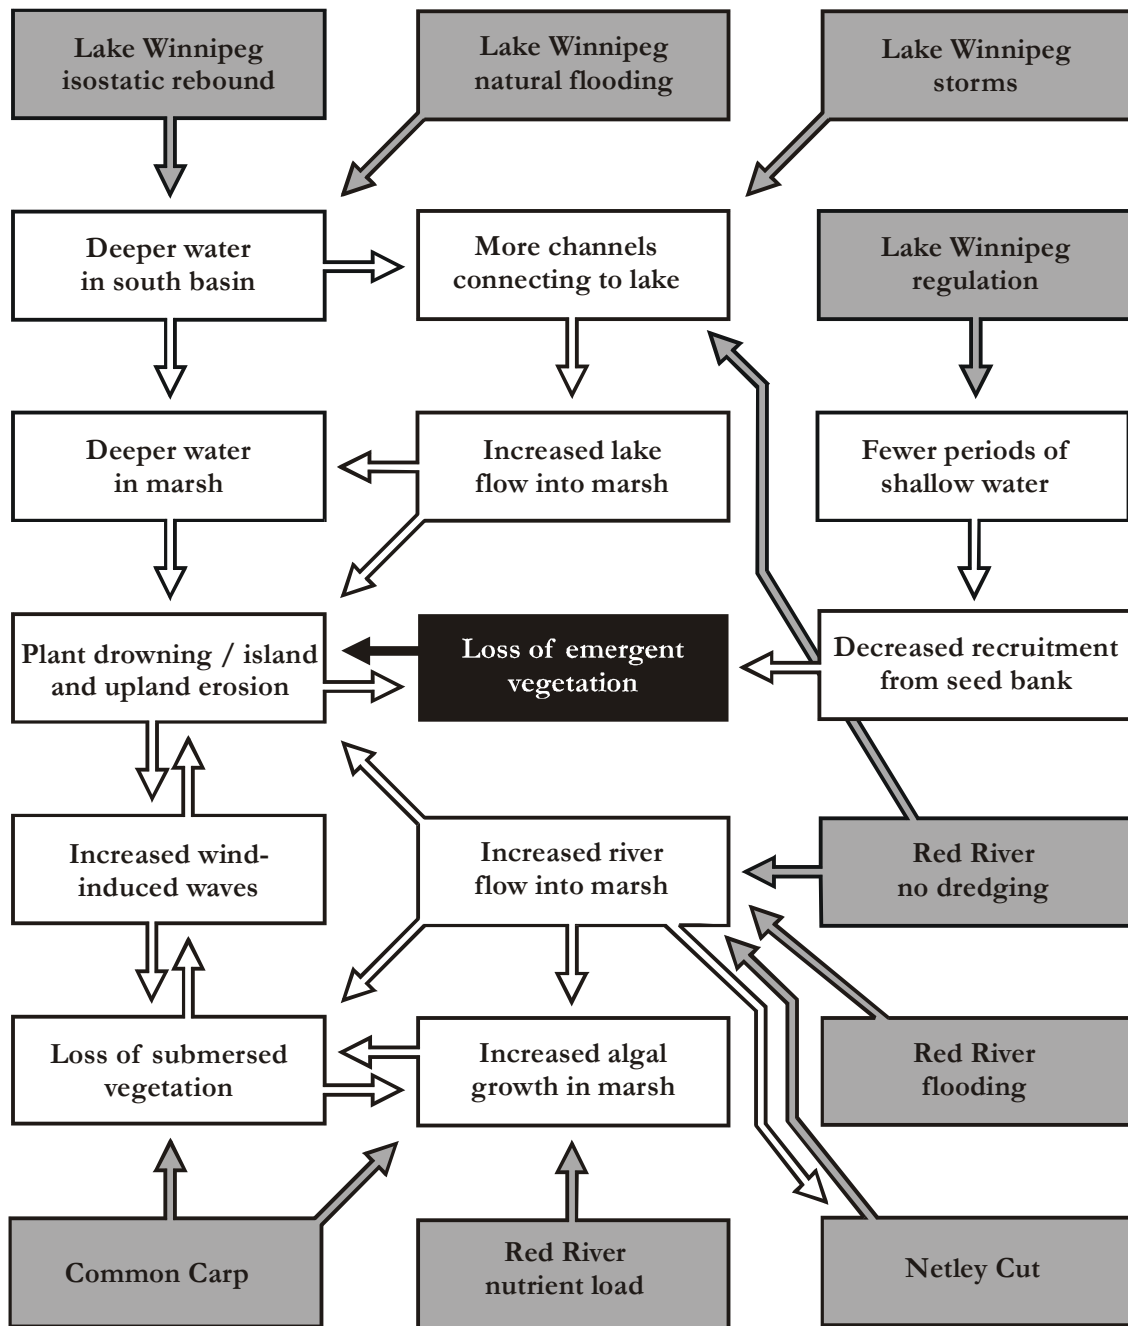 Lake Winnipeg
isostatic rebound
Lake Winnipeg
natural flooding
Lake Winnipeg
storms
Deeper water
in south basin
More channels
connecting to lake
Lake Winnipeg
regulation
Deeper water
in marsh
Increased lake
flow into marsh
Fewer periods of
shallow water
Plant drowning / island
and upland erosion
Loss of emergent
vegetation
Decreased recruitment
from seed bank
Increased wind-
induced waves
Increased river
flow into marsh
Red River
no dredging
Loss of submersed
vegetation
Increased algal
growth in marsh
Red River
flooding
Common Carp
Red River
nutrient load
Netley Cut